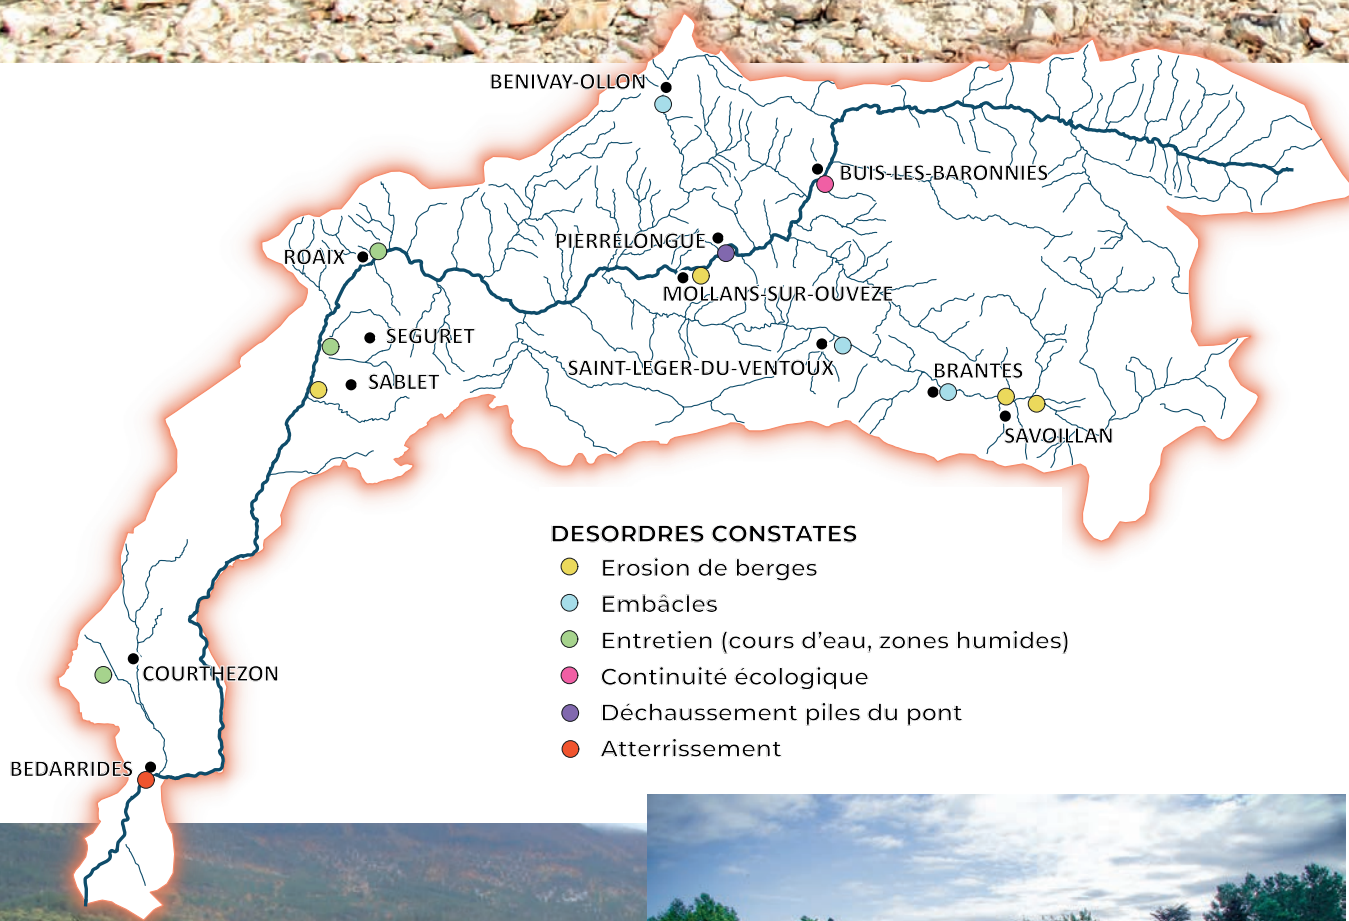 BENIVAY-OLLON
BUIS-LES-BARONNIES
PIERRELONGUE
ROAIX
MOLLANS-SUR-OUVEZE
SEGURET
SAINT-LEGER-DU-VENTOUX
BRANTES
SABLET
SAVOILLAN
DESORDRES CONSTATES
Erosion de berges
Embâcles
Entretien (cours d'eau, zones humides)
Continuité écologique
Déchaussement piles du pont
Atterrissement
COURTHEZON
BEDARRIDES